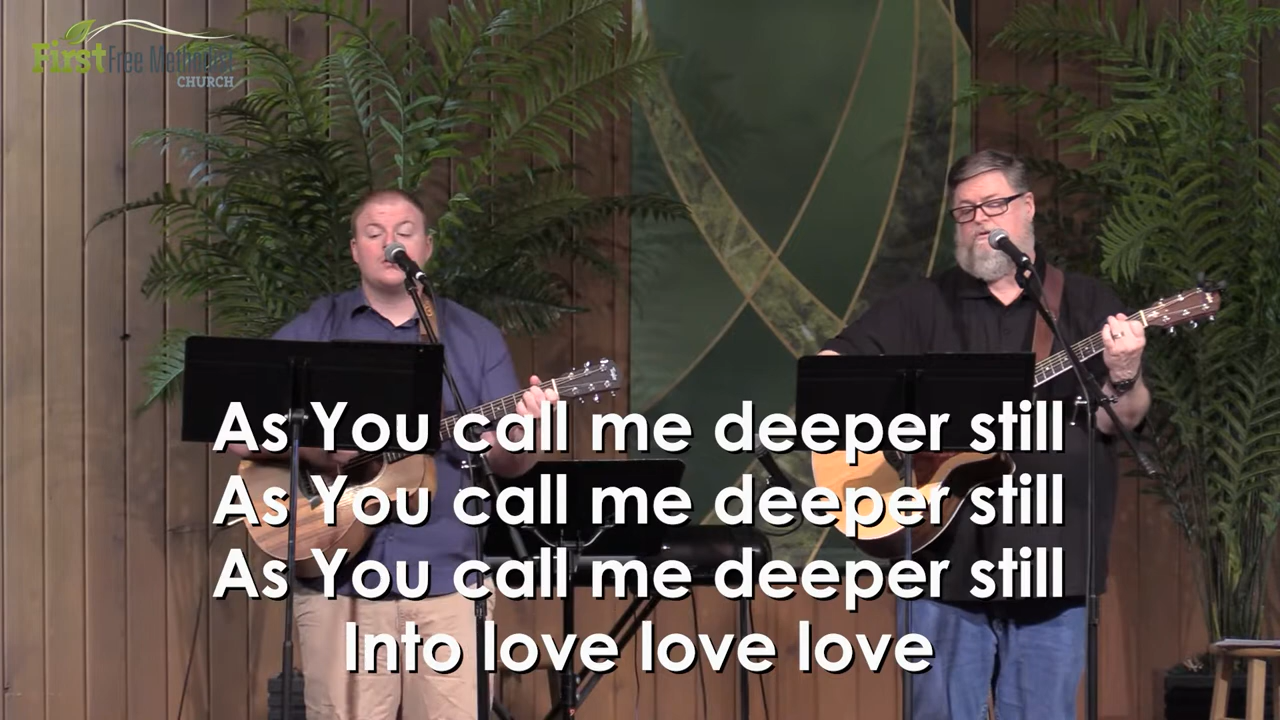 First Free Methodist
CHURCH
As You call me deeper still
As You call me deeper still
As You call me deeper still
Into love love love